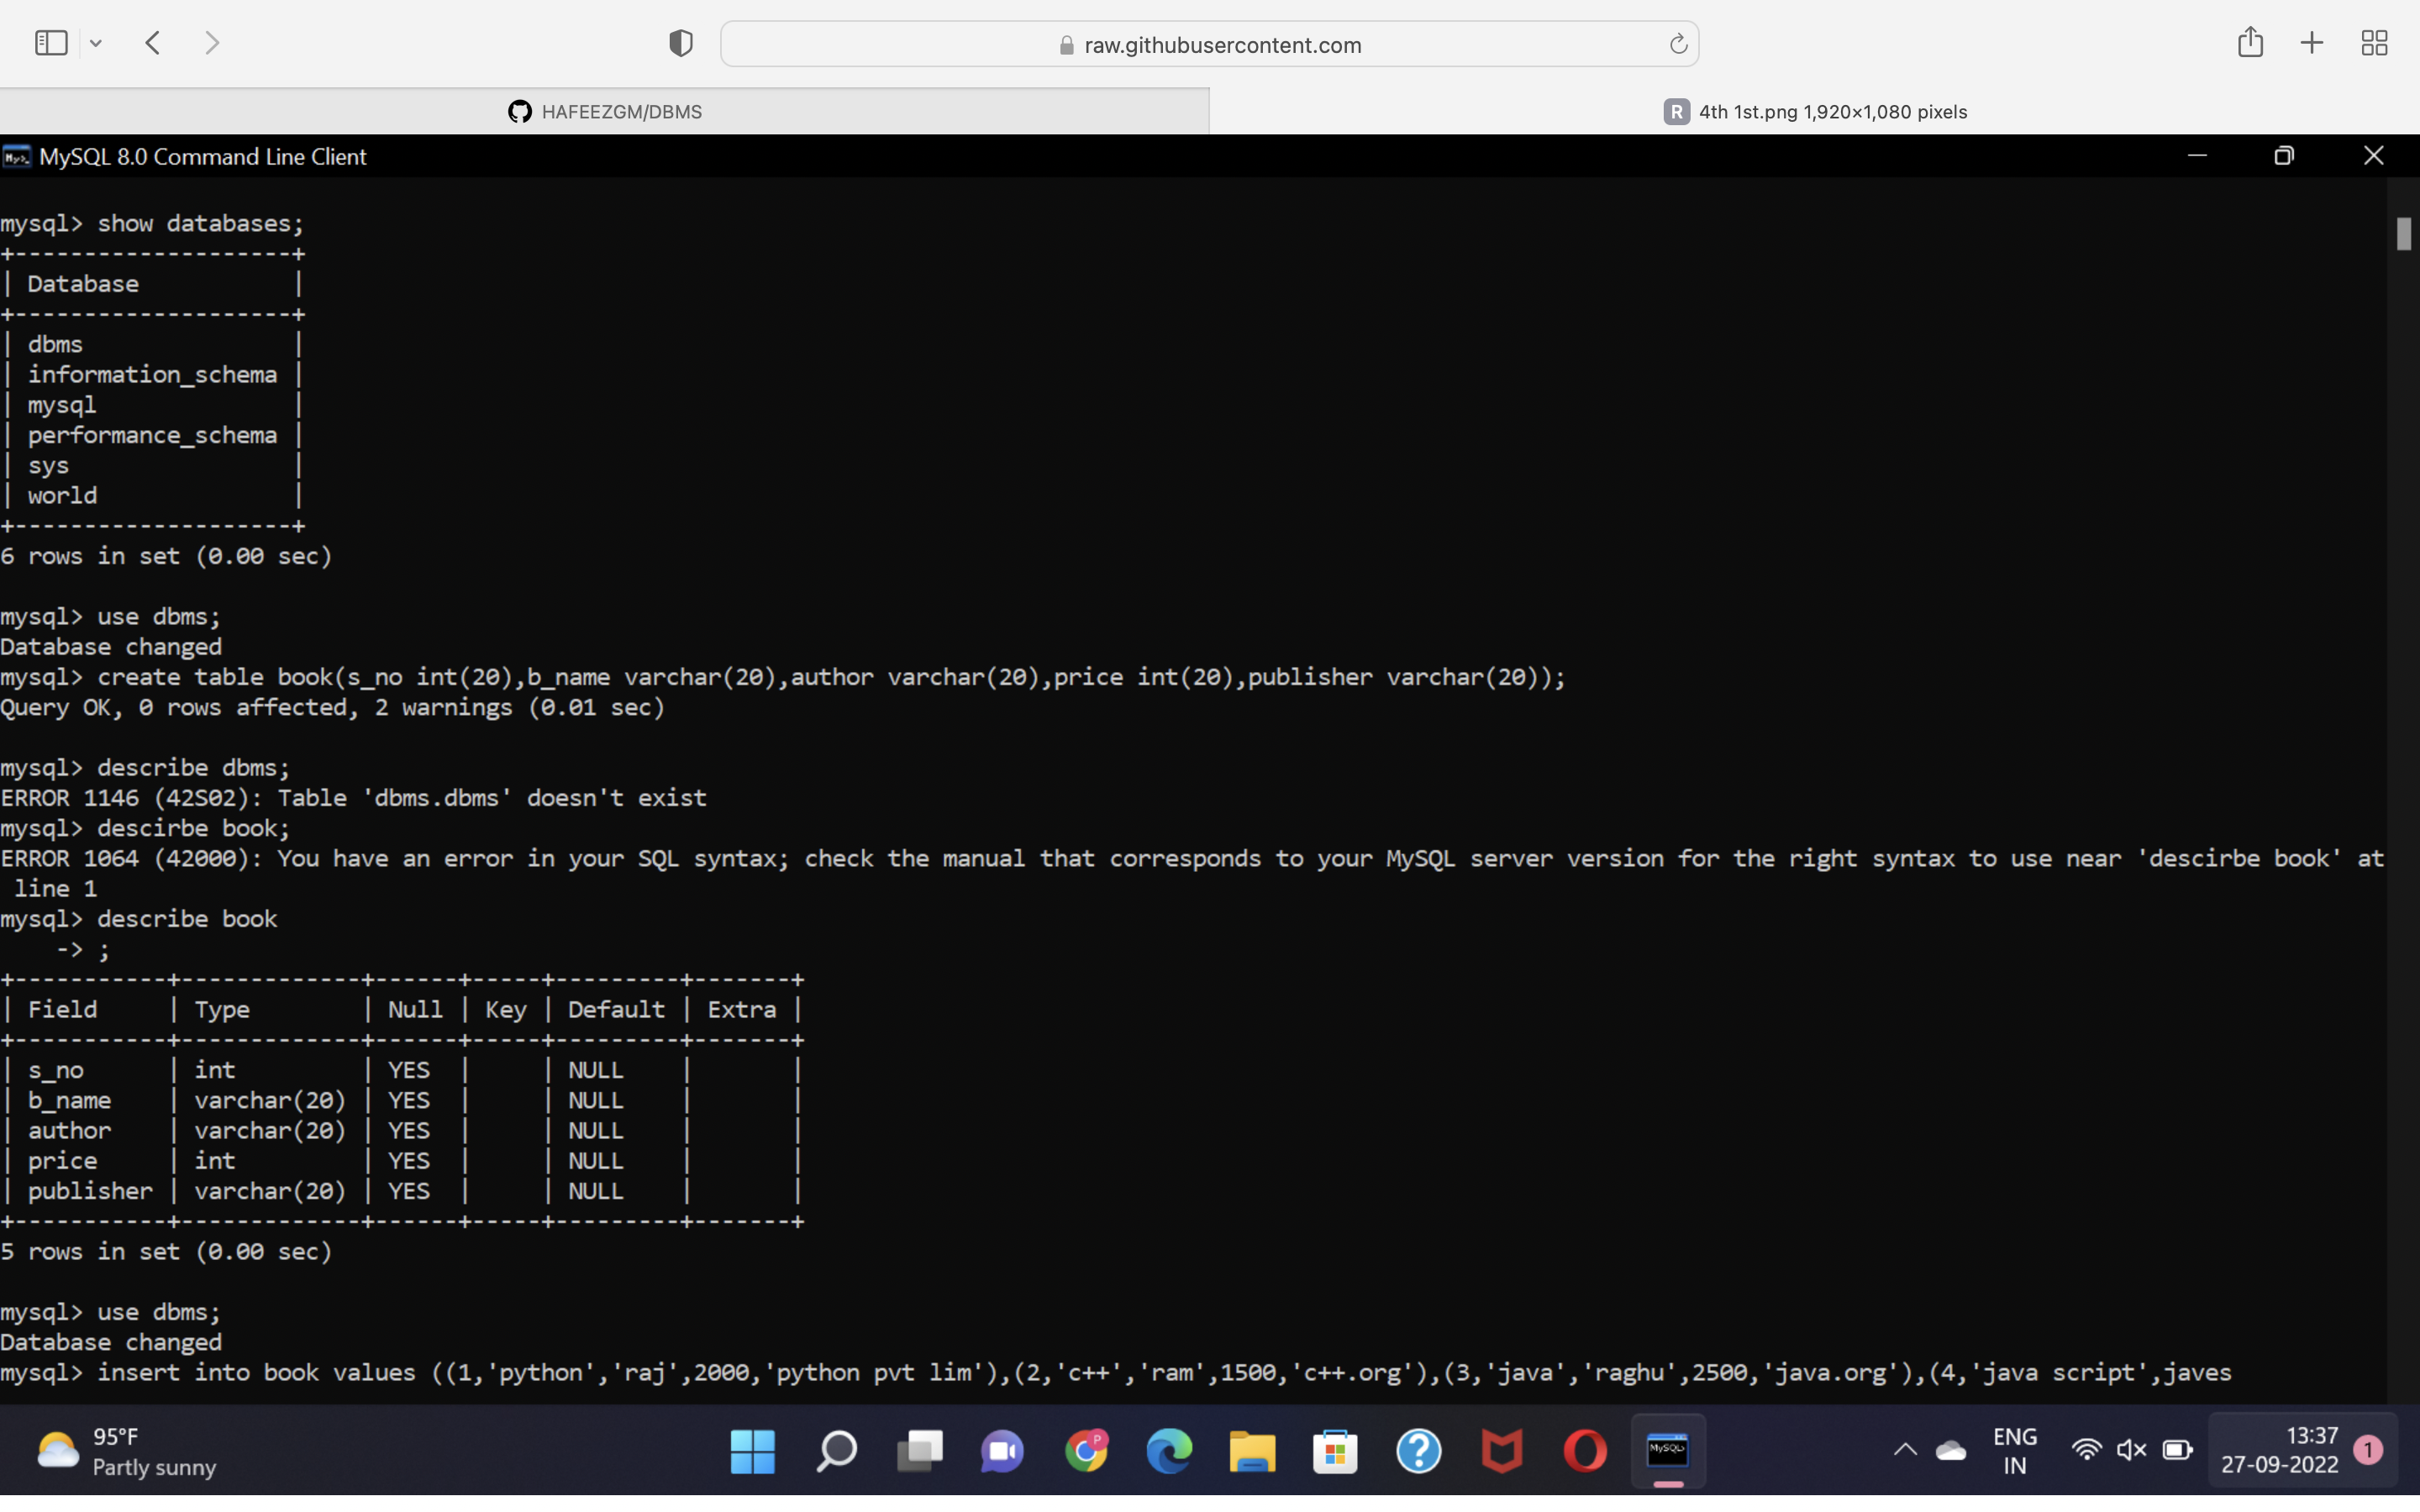 raw.githubusercontent.com
HAFEEZGM/DBMS
R 4th 1st.png 1,920×1,080 pixels
MySQL 8.0 Command Line Client
mysql> show databases;
+--------------------+
| Database           |
+--------------------+
| dbms               |
| information_schema |
| mysql              |
| performance_schema |
| sys                |
| world              |
+--------------------+
6 rows in set (0.00 sec)
mysql> use dbms;
Database changed
mysql> create table book(s_no int(20),b_name varchar(20),author varchar(20),price int(20),publisher varchar(20));
Query OK, 0 rows affected, 2 warnings (0.01 sec)
mysql> describe dbms;
ERROR 1146 (42S02): Table 'dbms.dbms' doesn't exist
mysql> descirbe book;
ERROR 1064 (42000): You have an error in your SQL syntax; check the manual that corresponds to your MySQL server version for the right syntax to use near 'descirbe book' at
 line 1
mysql> describe book
    -> ;
+-----------+-------------+------+-----+---------+-------+
| Field     | Type        | Null | Key | Default | Extra |
+-----------+-------------+------+-----+---------+-------+
| s_no      | int         | YES  |     | NULL    |       |
| b_name    | varchar(20) | YES  |     | NULL    |       |
| author    | varchar(20) | YES  |     | NULL    |       |
| price     | int         | YES  |     | NULL    |       |
| publisher | varchar(20) | YES  |     | NULL    |       |
+-----------+-------------+------+-----+---------+-------+
5 rows in set (0.00 sec)
mysql> use dbms;
Database changed
mysql> insert into book values ((1,'python','raj',2000,'python pvt lim'),(2,'c++','ram',1500,'c++.org'),(3,'java','raghu',2500,'java.org'),(4,'java script',javes
95°F
Partly sunny
P
MySQL>
ENG
IN
13:37
27-09-2022
1